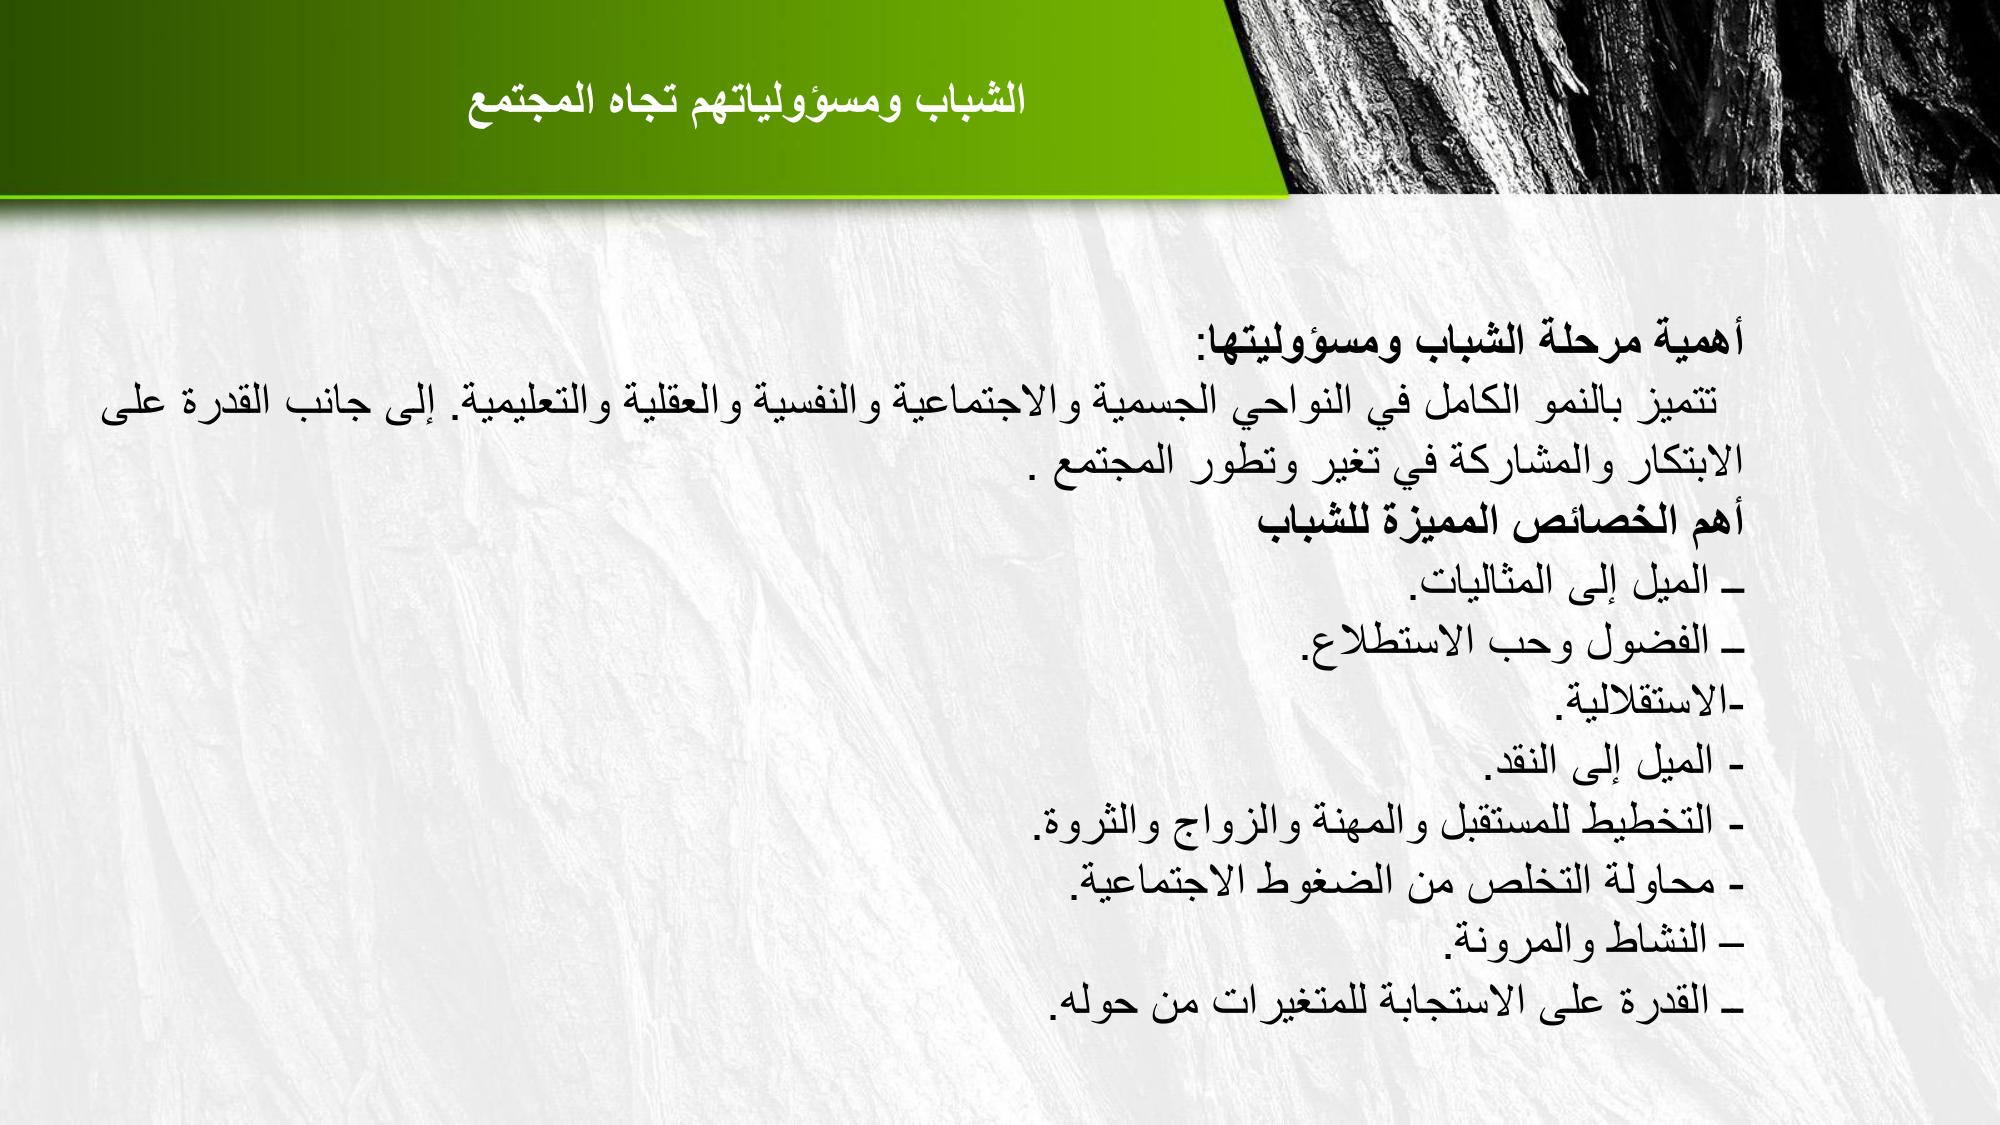 الشباب ومسؤولياتهم تجاه المجتمع
أهمية مرحلة الشباب ومسؤوليتها:
تتميز بالنمو الكامل في النواحي الجسمية والاجتماعية والنفسية والعقلية والتعليمية. إلى جانب القدرة على
الابتكار والمشاركة في تغير وتطور المجتمع .
أهم الخصائص المميزة للشباب
ــ الميل إلى المثاليات.
ــ الفضول وحب الاستطلاع.
-الاستقلالية.
- الميل إلى النقد.
- التخطيط للمستقبل والمهنة والزواج والثروة.
- محاولة التخلص من الضغوط الاجتماعية.
– النشاط والمرونة.
ــ القدرة على الاستجابة للمتغيرات من حوله.